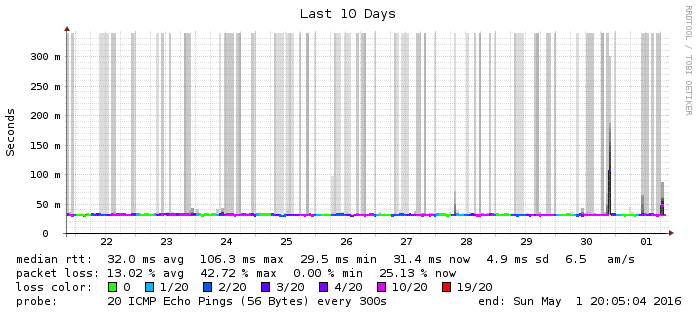 Last 10 Days
RRDTOOL / TOBI OETIKER
Seconds
300 m
250 m
200 m
150 m
100 m
50 m
0
22 23 24 25 26 27 28 29 30 01
median rtt: 32.0 ms avg 106.3 ms max 29.5 ms min 31.4 ms now 4.9 ms sd 6.5 am/s
packet loss: 13.02 % avg 42.72 % max 0.00 % min 25.13 % now
loss color: 0 1/20 2/20 3/20 4/20 10/20 19/20
probe: 20 ICMP Echo Pings (56 Bytes) every 300s end: Sun May 1 20:05:04 2016